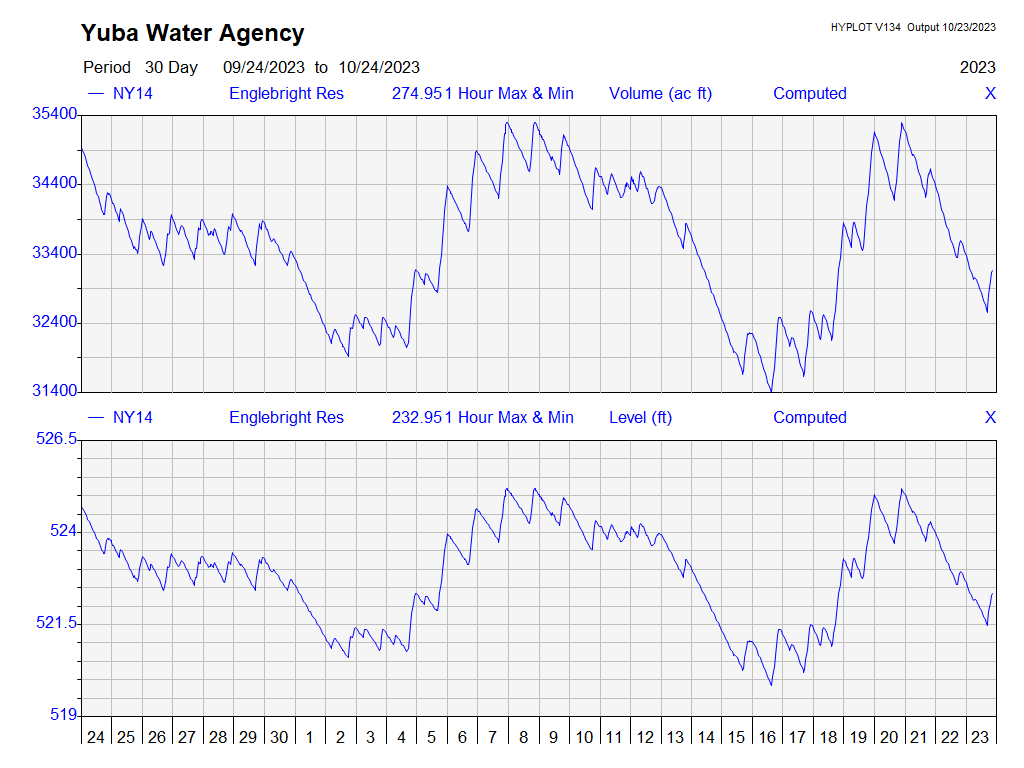 Yuba Water Agency
HYPLOT V134 Output 10/23/2023
Period 30 Day 09/24/2023 to 10/24/2023
2023
NY14 Englebright Res 274.951 Hour Max & Min Volume (ac ft) Computed X
35400
34400
33400
32400
31400
NY14 Englebright Res 232.951 Hour Max & Min Level (ft) Computed X
526.5
524
521.5
519
24 25 26 27 28 29 30 1 2 3 4 5 6 7 8 9 10 11 12 13 14 15 16 17 18 19 20 21 22 23